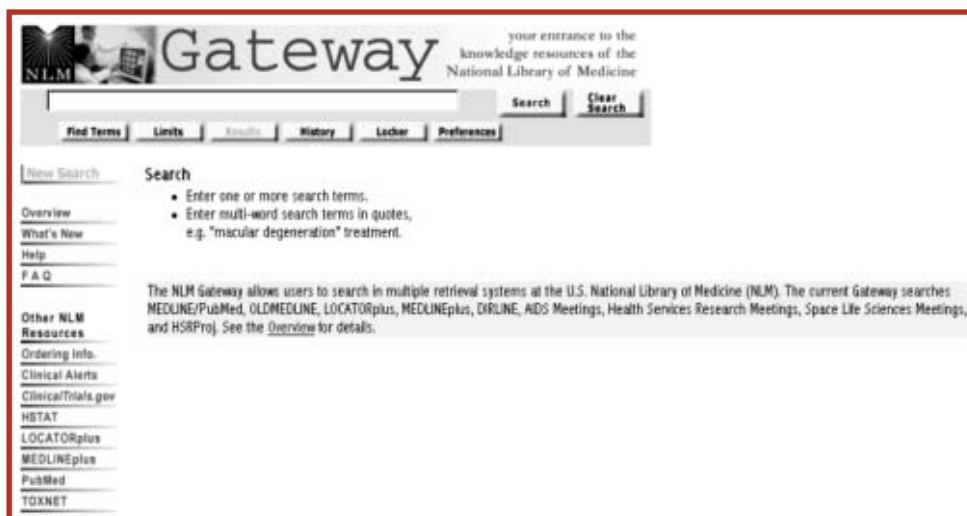 NLM
Gateway
your entrance to the
knowledge resources of the
National Library of Medicine
Search
Clear
Search
Find Terms Limits Results History Locker Preferences
New Search
Overview
What's New
Help
FAQ
Other NLM
Resources
Ordering Info.
Clinical Alerts
ClinicalTrials.gov
HSTAT
LOCATORplus
MEDLINEplus
PubMed
TOXNET
Search
• Enter one or more search terms.
• Enter multi-word search terms in quotes,
e.g. "macular degeneration" treatment.
The NLM Gateway allows users to search in multiple retrieval systems at the U.S. National Library of Medicine (NLM). The current Gateway searches
MEDLINE/PubMed, OLDMEDLINE, LOCATORplus, MEDLINEplus, DIRLINE, AIDS Meetings, Health Services Research Meetings, Space Life Sciences Meetings,
and HSRProj. See the Overview for details.